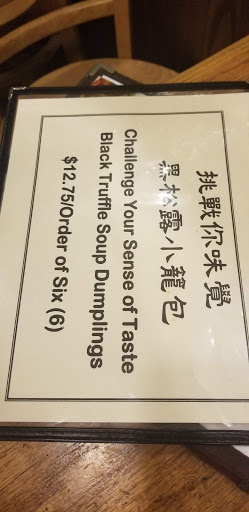 挑戰你味覺
黑松露小籠包
Challenge Your Sense of Taste
Black Truffle Soup Dumplings
$12.75/Order of Six (6)